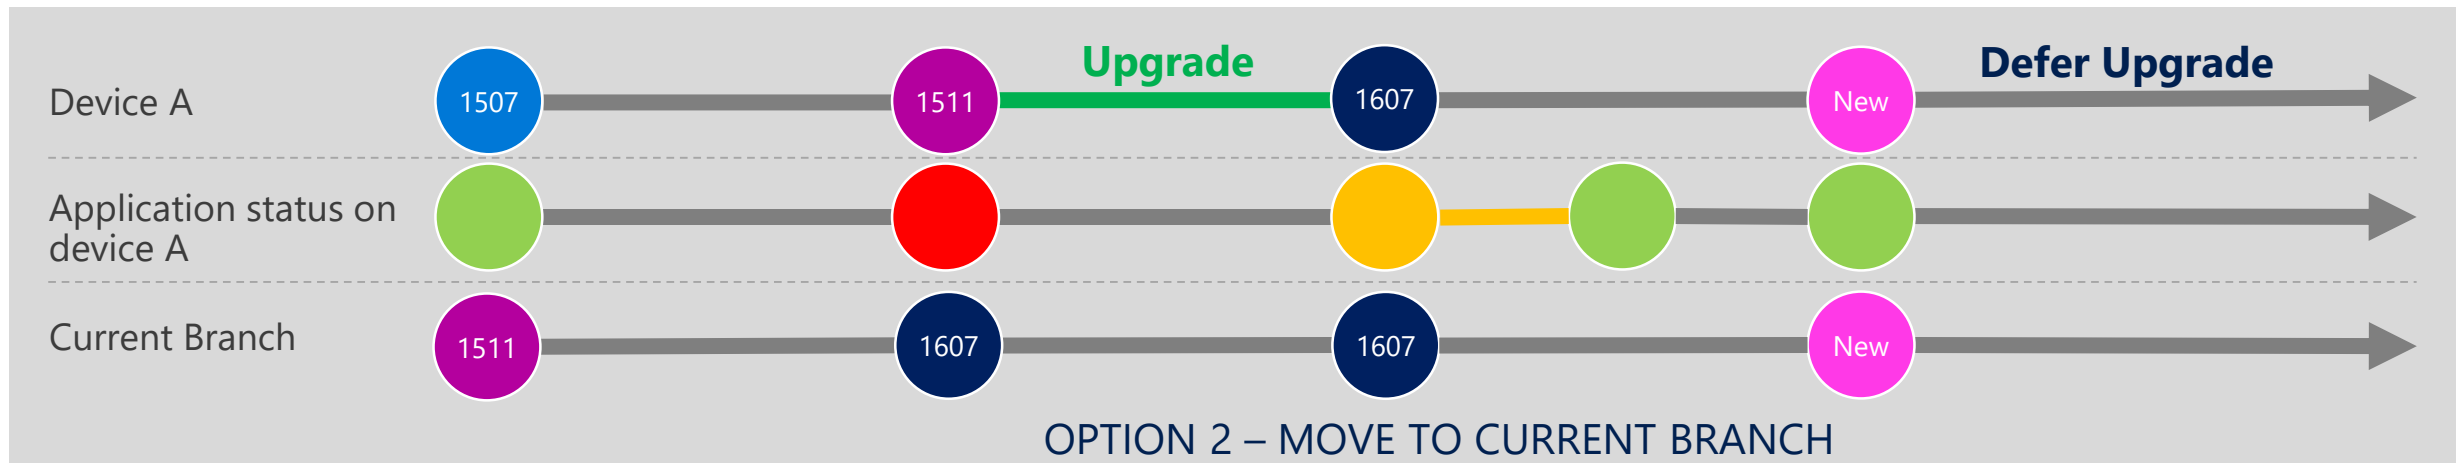 Upgrade
Defer Upgrade
Device A
1507
1511
1607
New
Application status on
device A
Current Branch
1511
1607
1607
New
OPTION 2 – MOVE TO CURRENT BRANCH